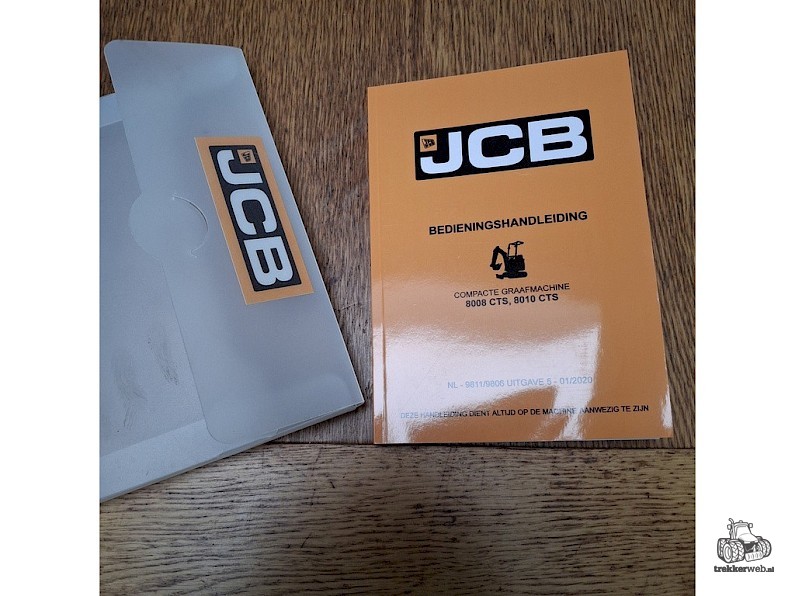 JCB
JCB
BEDIENINGSHANDLEIDING
COMPACTE GRAAFMACHINE
8008 CTS, 8010 CTS
NL - 9811/9806 UITGAVE 5 - 01/2020
DEZE HANDLEIDING DIENT ALTIJD OP DE MACHINE AANWEZIG TE ZIJN
trekkerweb.nl